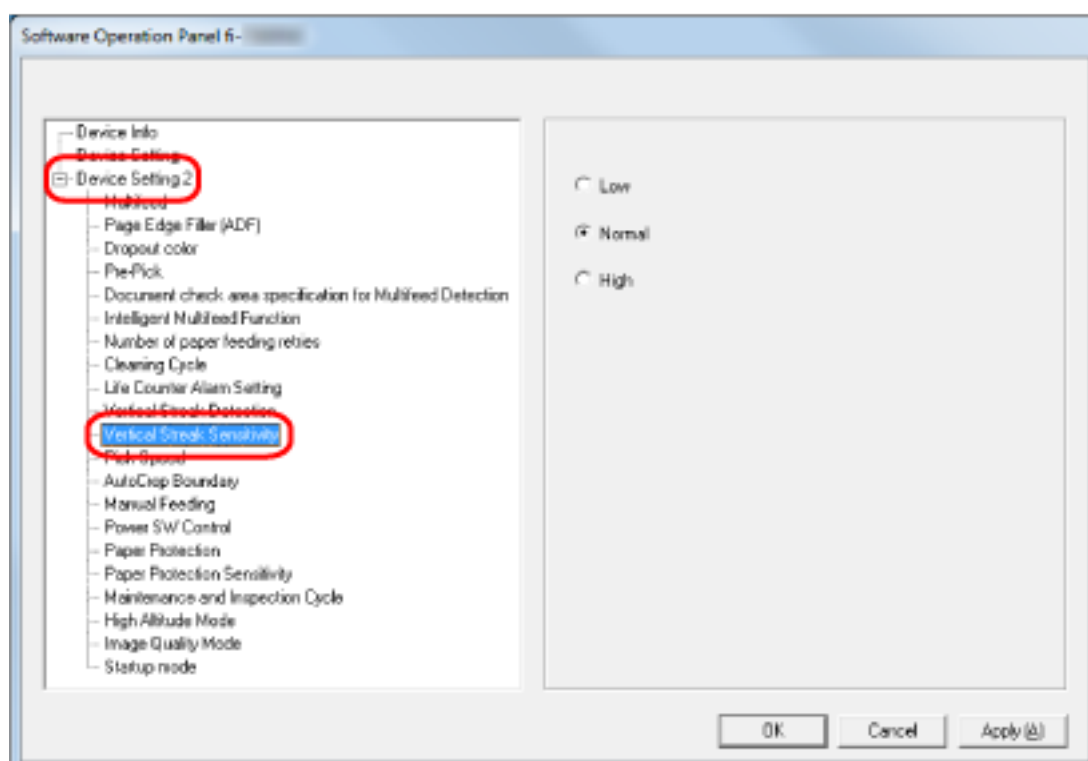 Software Operation Panel fi-
Device Info
Device Setting
Device Setting 2
Multifeed
Page Edge Filler (ADF)
Dropout color
Pre-Pick
Document check area specification for Multifeed Detection
Intelligent Multifeed Function
Number of paper feeding retries
Cleaning Cycle
Life Counter Alarm Setting
Vertical Streak Detection
Vertical Streak Sensitivity
Pick Speed
AutoCrop Boundary
Manual Feeding
Power SW Control
Paper Protection
Paper Protection Sensitivity
Maintenance and Inspection Cycle
High Altitude Mode
Image Quality Mode
Startup mode
Low
Normal
High
OK Cancel Apply (A)